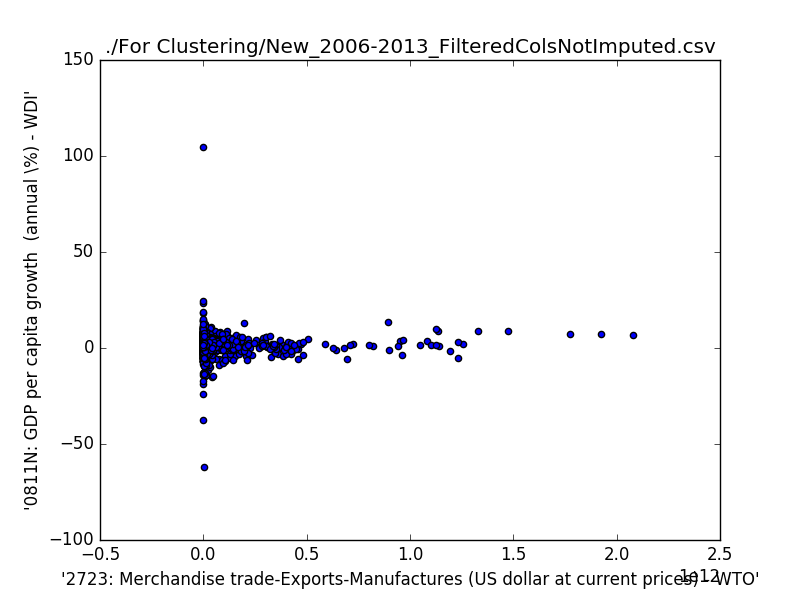 ./For Clustering/New_2006-2013_FilteredColsNotImputed.csv
150
100
50
0
−50
−100
'0811N: GDP per capita growth  (annual \%) - WDI'
−0.5 0.0 0.5 1.0 1.5 2.0 2.5
1e12
'2723: Merchandise trade-Exports-Manufactures (US dollar at current prices) - WTO'